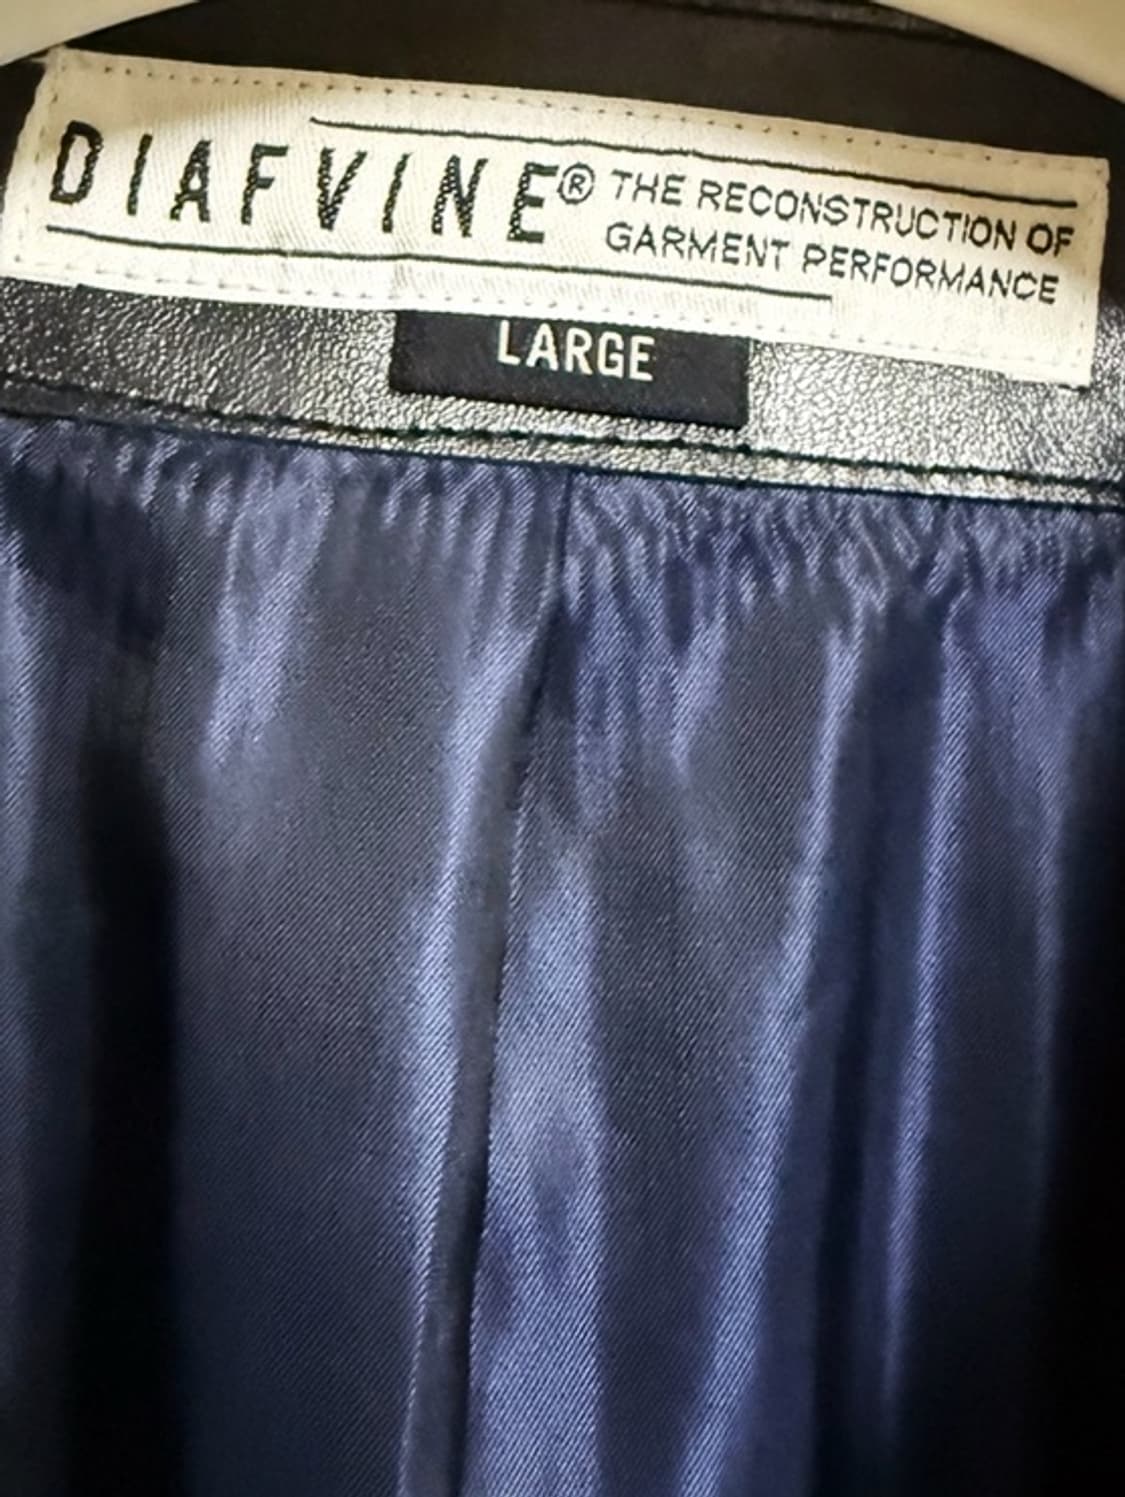 DIAFVINE® THE RECONSTRUCTION OF
GARMENT PERFORMANCE
LARGE